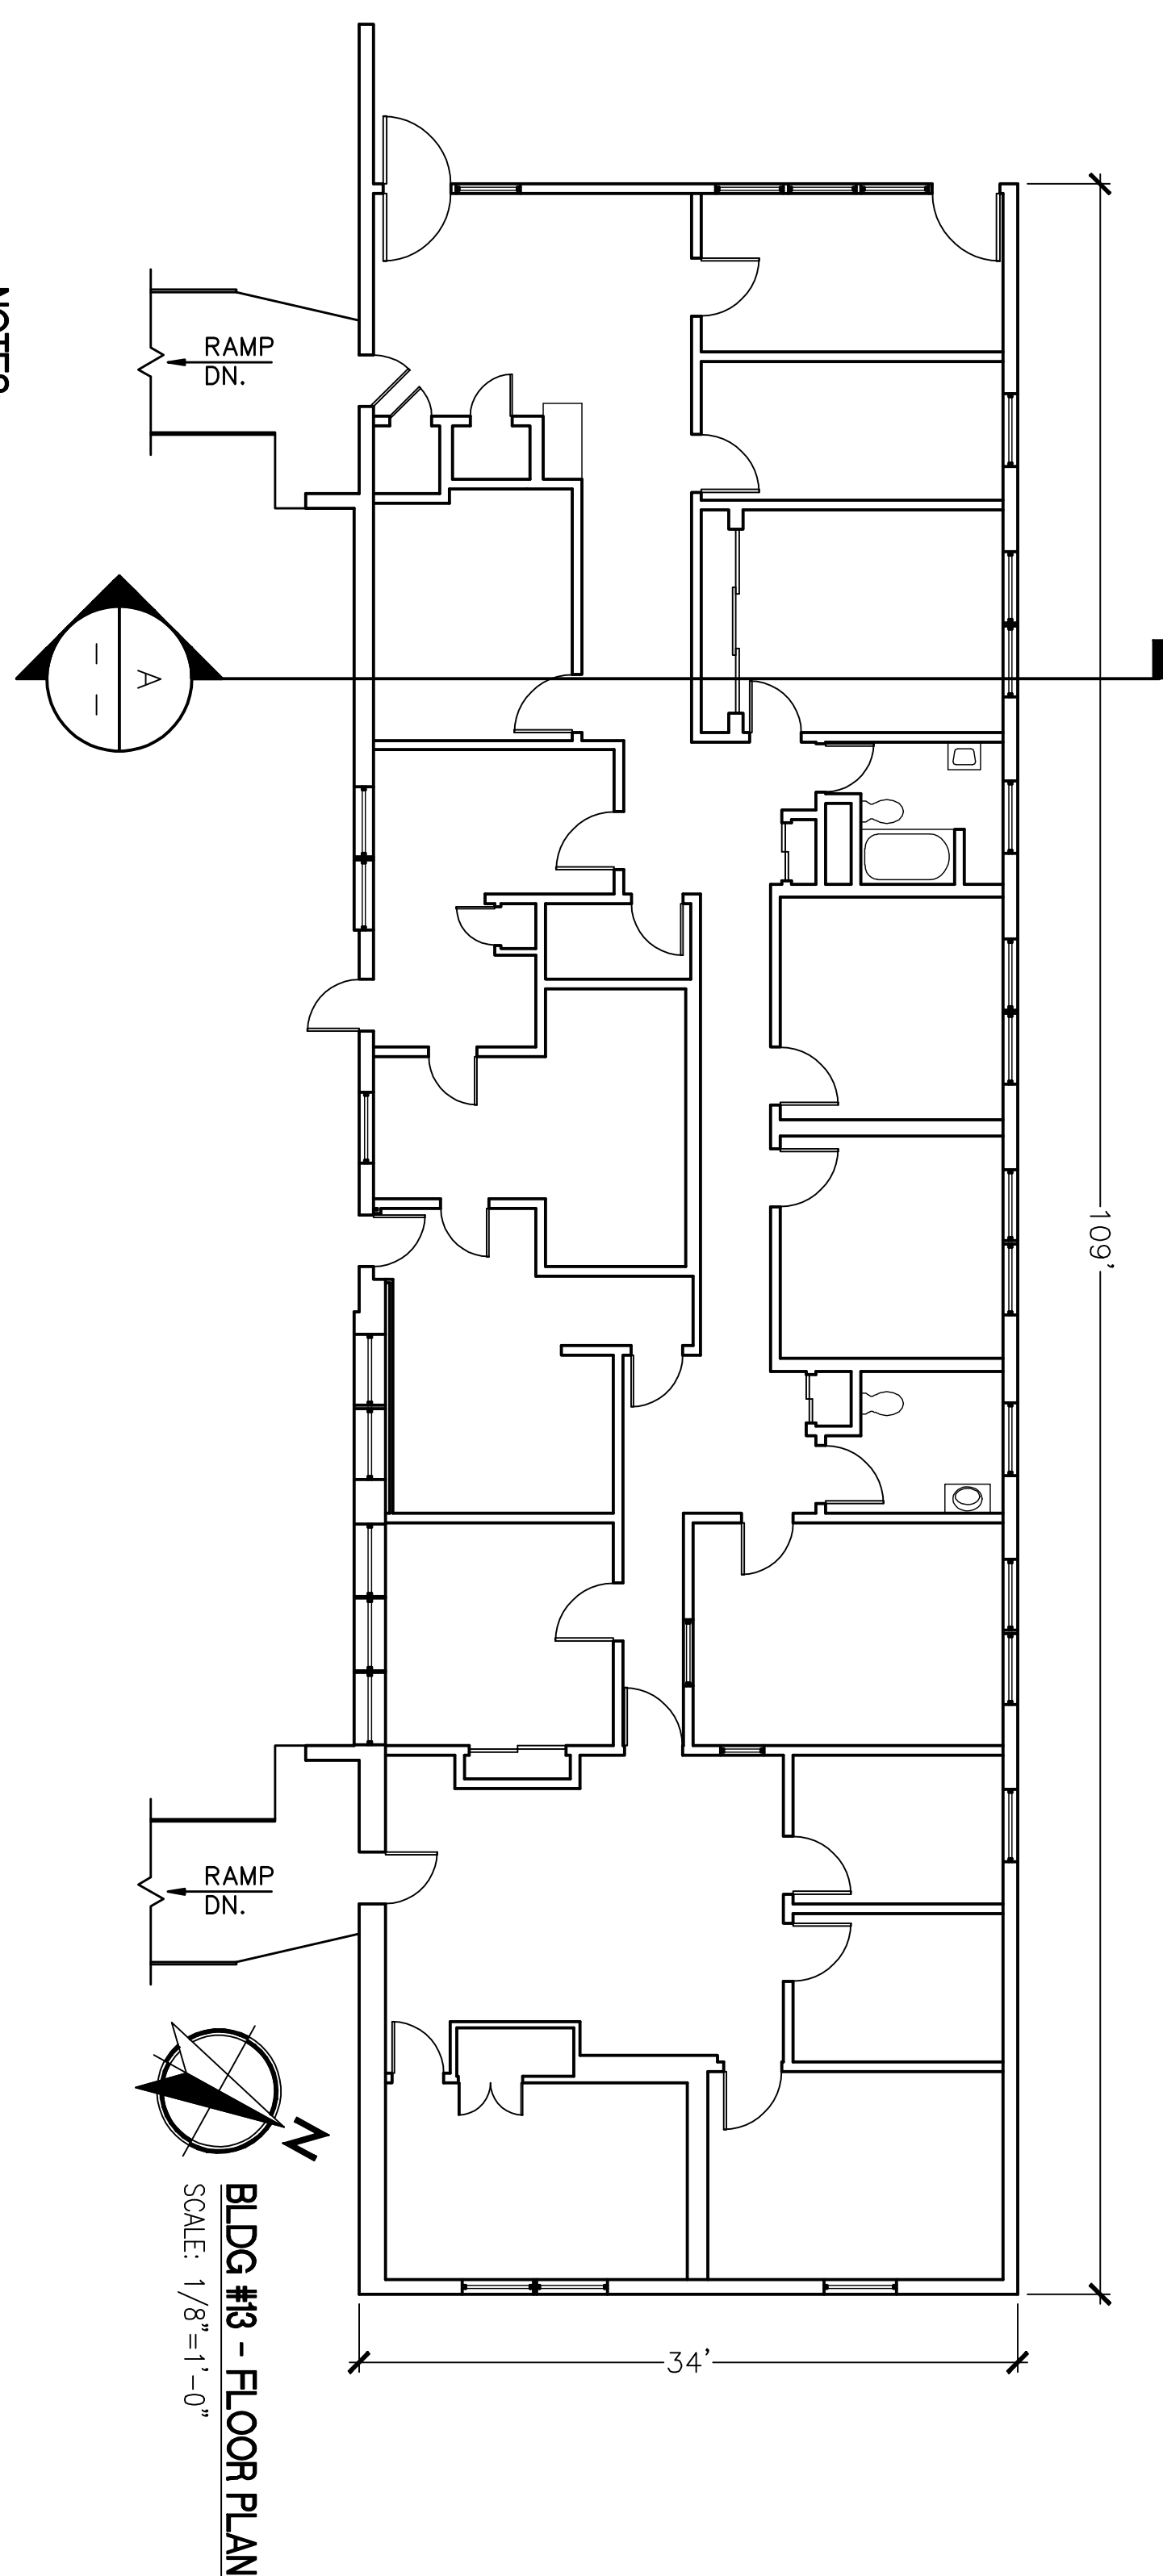 RAMP
DN.
A
109'
RAMP
DN.
N
34'
BLDG #13 - FLOOR PLAN
SCALE: 1/8"=1'-0"